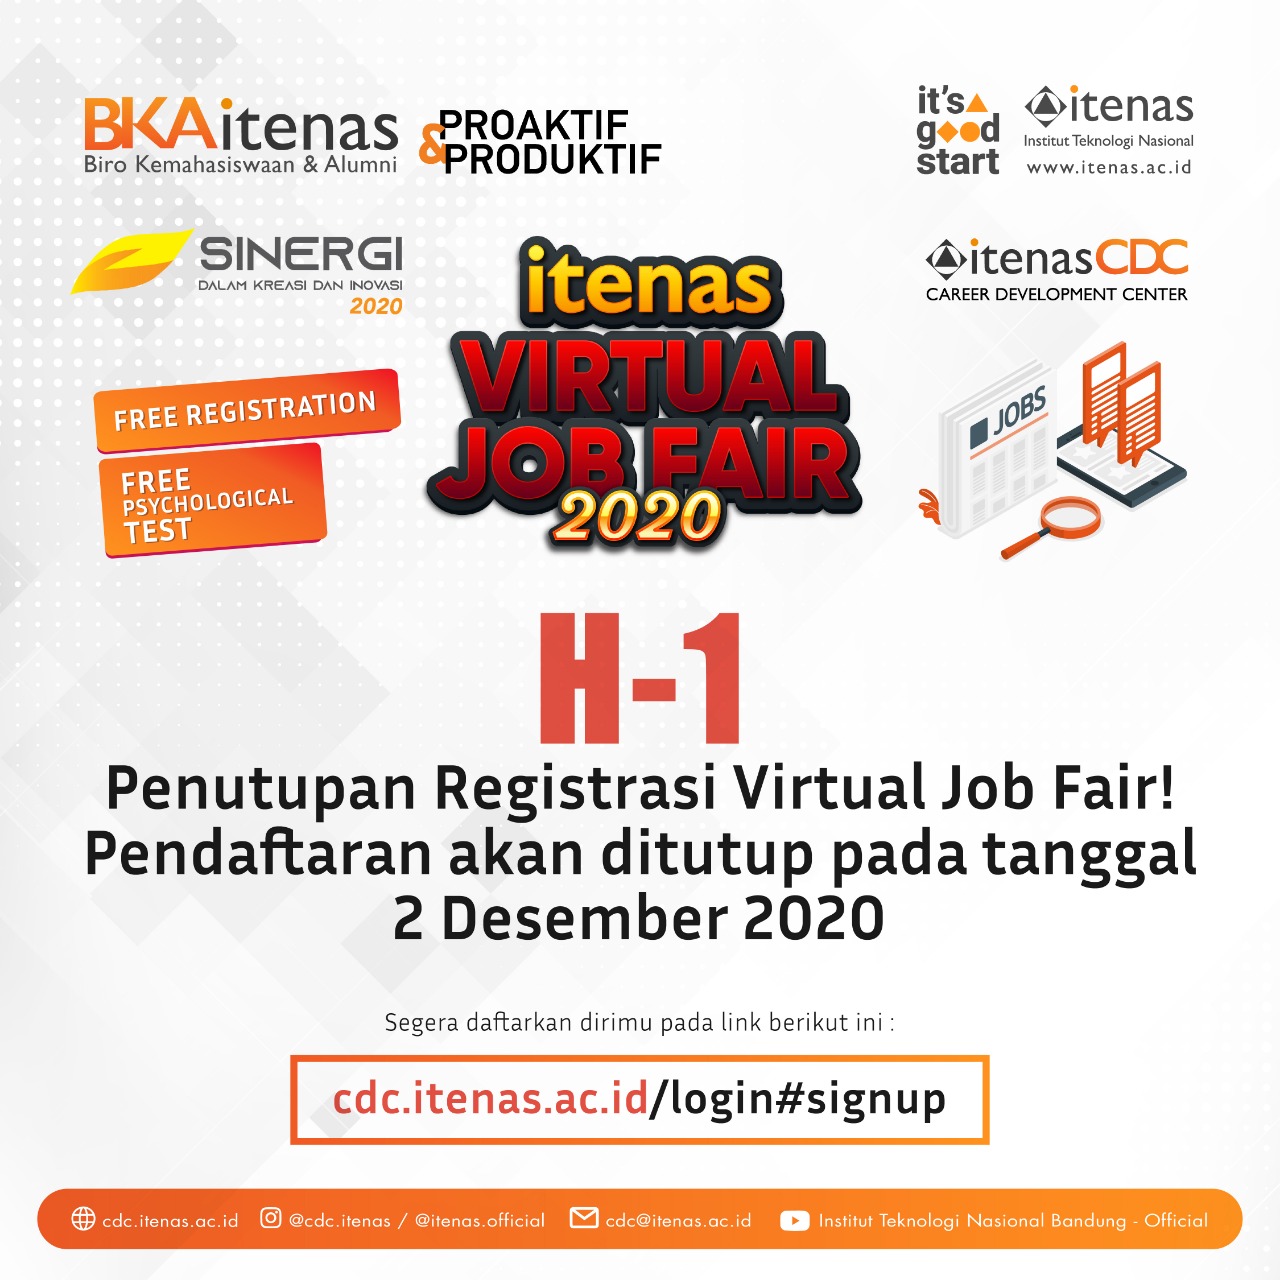 BKAitenas
Biro Kemahasiswaan & Alumni
& PROAKTIF
PRODUKTIF
it's
good
start
itenas
Institut Teknologi Nasional
www.itenas.ac.id
SINERGI
DALAM KREASI DAN INOVASI
2020
itenas
VIRTUAL
JOB FAIR
2020
itenasCDC
CAREER DEVELOPMENT CENTER
FREE REGISTRATION
FREE
PSYCHOLOGICAL
TEST
JOBS
H-1
Penutupan Registrasi Virtual Job Fair!
Pendaftaran akan ditutup pada tanggal
2 Desember 2020
Segera daftarkan dirimu pada link berikut ini :
cdc.itenas.ac.id/login#signup
cdc.itenas.ac.id @cdc.itenas / @itenas.official cdc@itenas.ac.id Institut Teknologi Nasional Bandung - Official